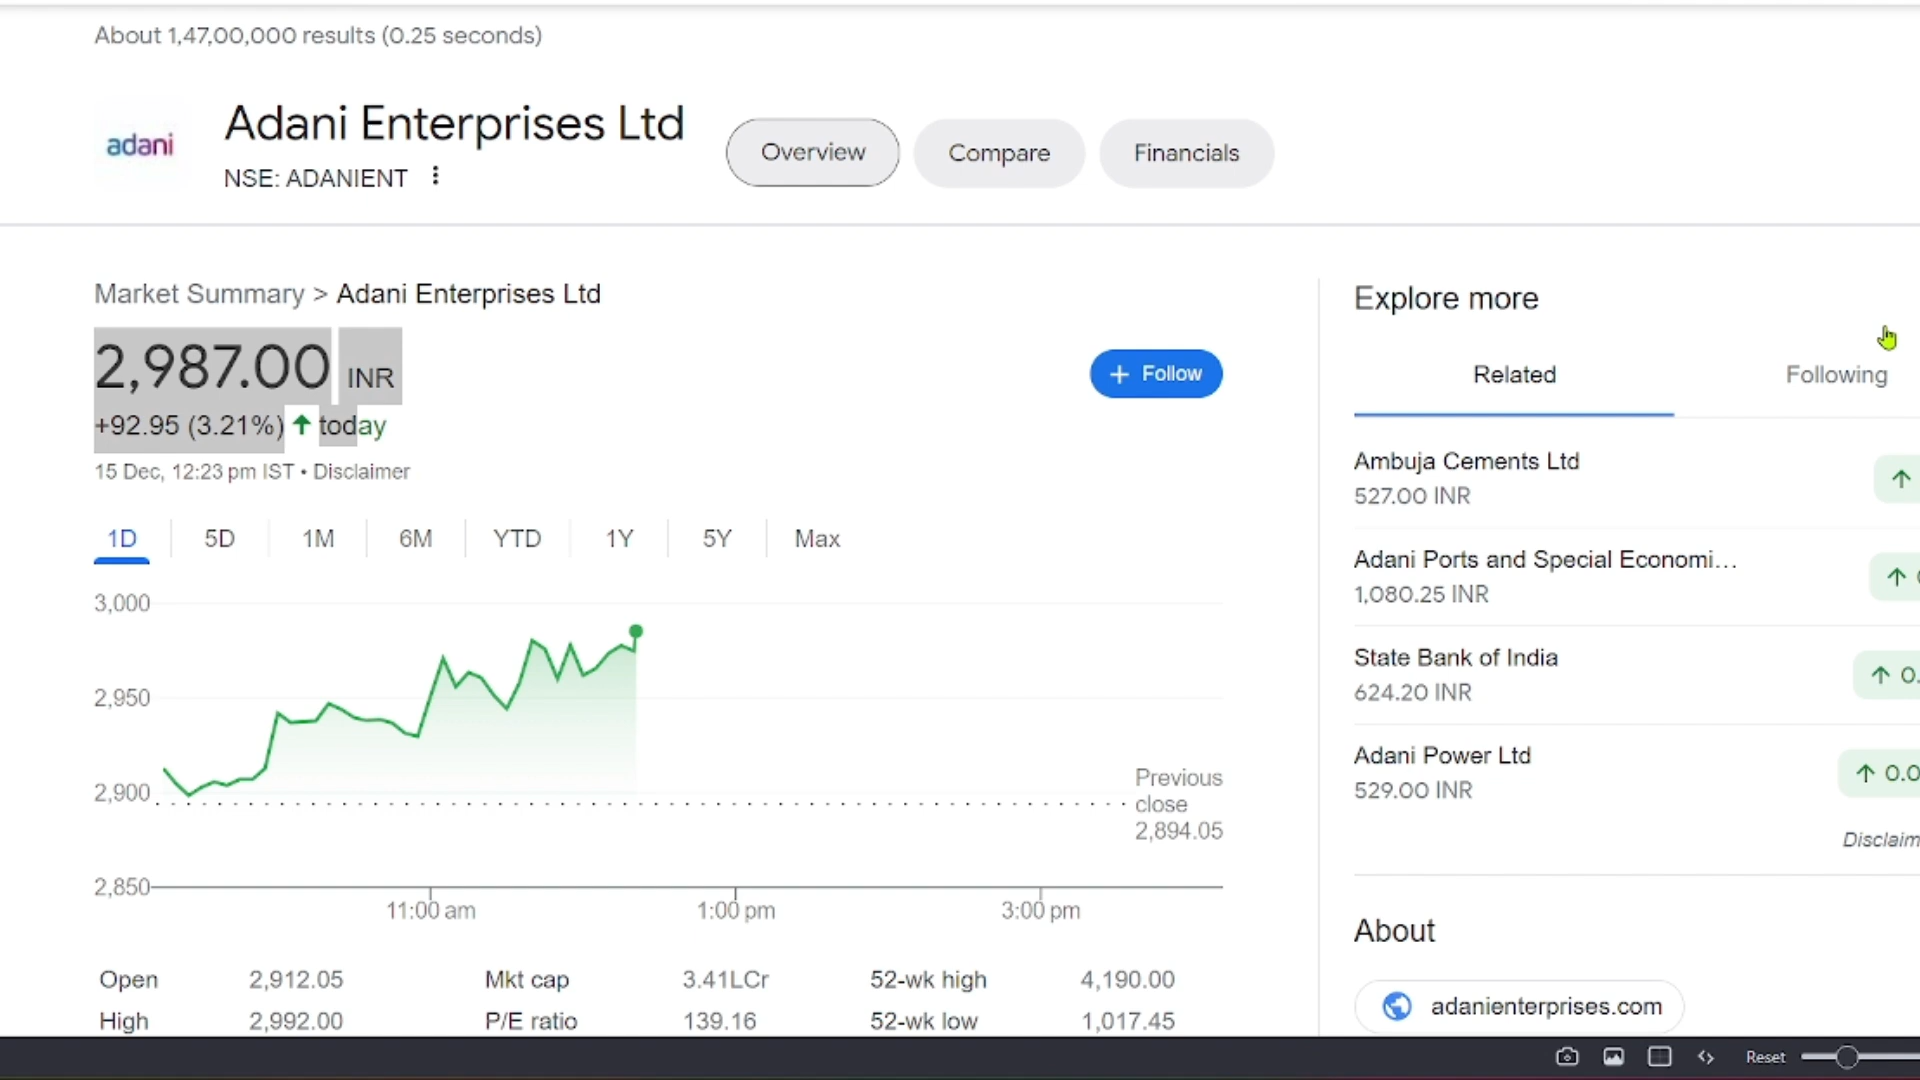 About 1,47,00,000 results (0.25 seconds)
adani
Adani Enterprises Ltd
NSE: ADANIENT
Overview
Compare
Financials
Market Summary > Adani Enterprises Ltd
2,987.00 INR
+92.95 (3.21%) today
15 Dec, 12:23 pm IST • Disclaimer
+ Follow
1D 5D 1M 6M YTD 1Y 5Y Max
3,000
2,950
2,900
2,850
Previous
close
2,894.05
11:00 am 1:00 pm 3:00 pm
Open 2,912.05 Mkt cap 3.41LCr 52-wk high 4,190.00
High 2,992.00 P/E ratio 139.16 52-wk low 1,017.45
Explore more
Related Following
Ambuja Cements Ltd
527.00 INR
Adani Ports and Special Economi...
1,080.25 INR
State Bank of India
624.20 INR
0.
Adani Power Ltd
529.00 INR
0.0
Disclaim
About
adanienterprises.com
Reset